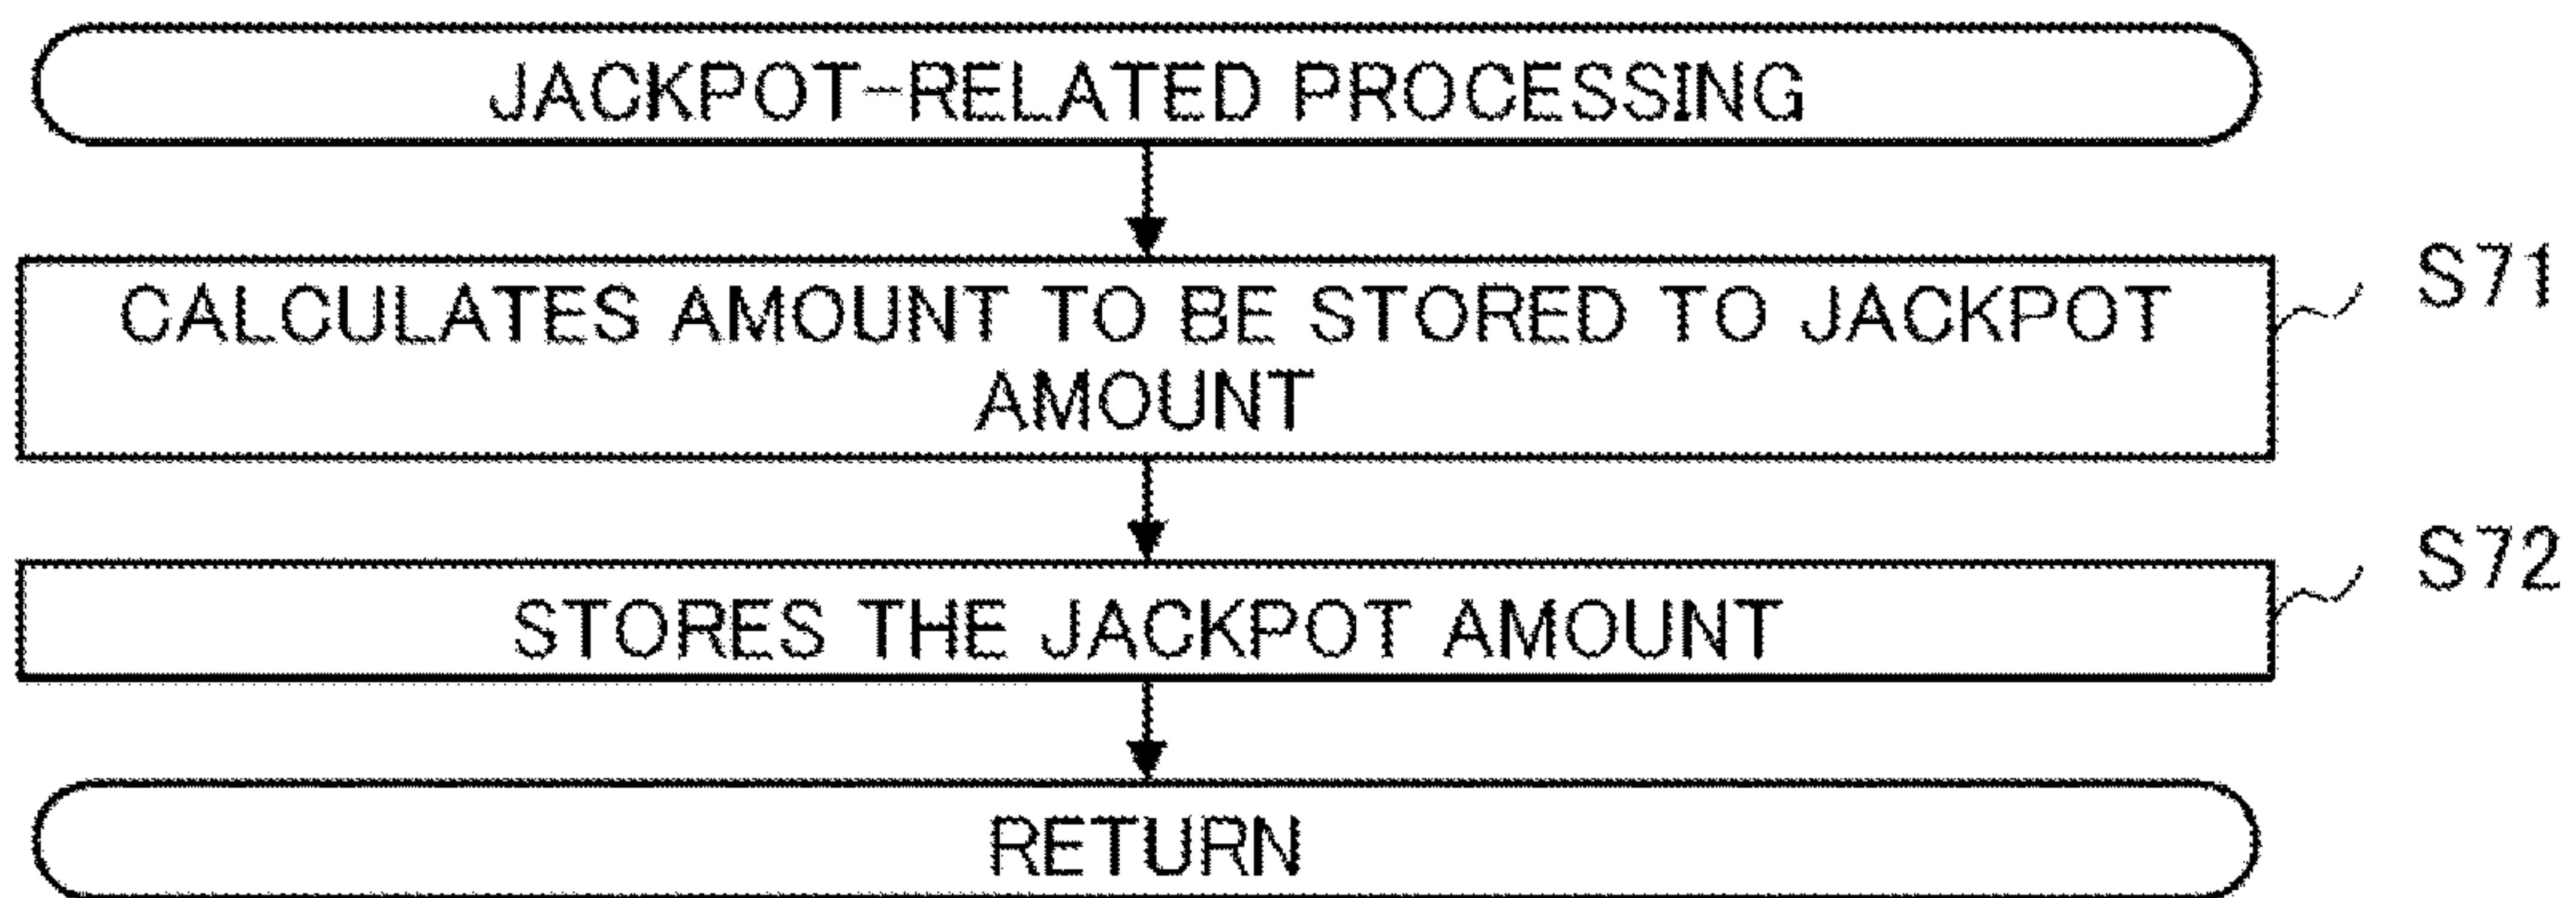 JACKPOT-RELATED PROCESSING
CALCULATES AMOUNT TO BE STORED TO JACKPOT
AMOUNT
S71
STORES THE JACKPOT AMOUNT
S72
RETURN